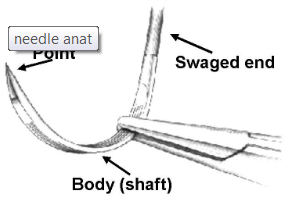 needle anat
Point
Swaged end
Body (shaft)